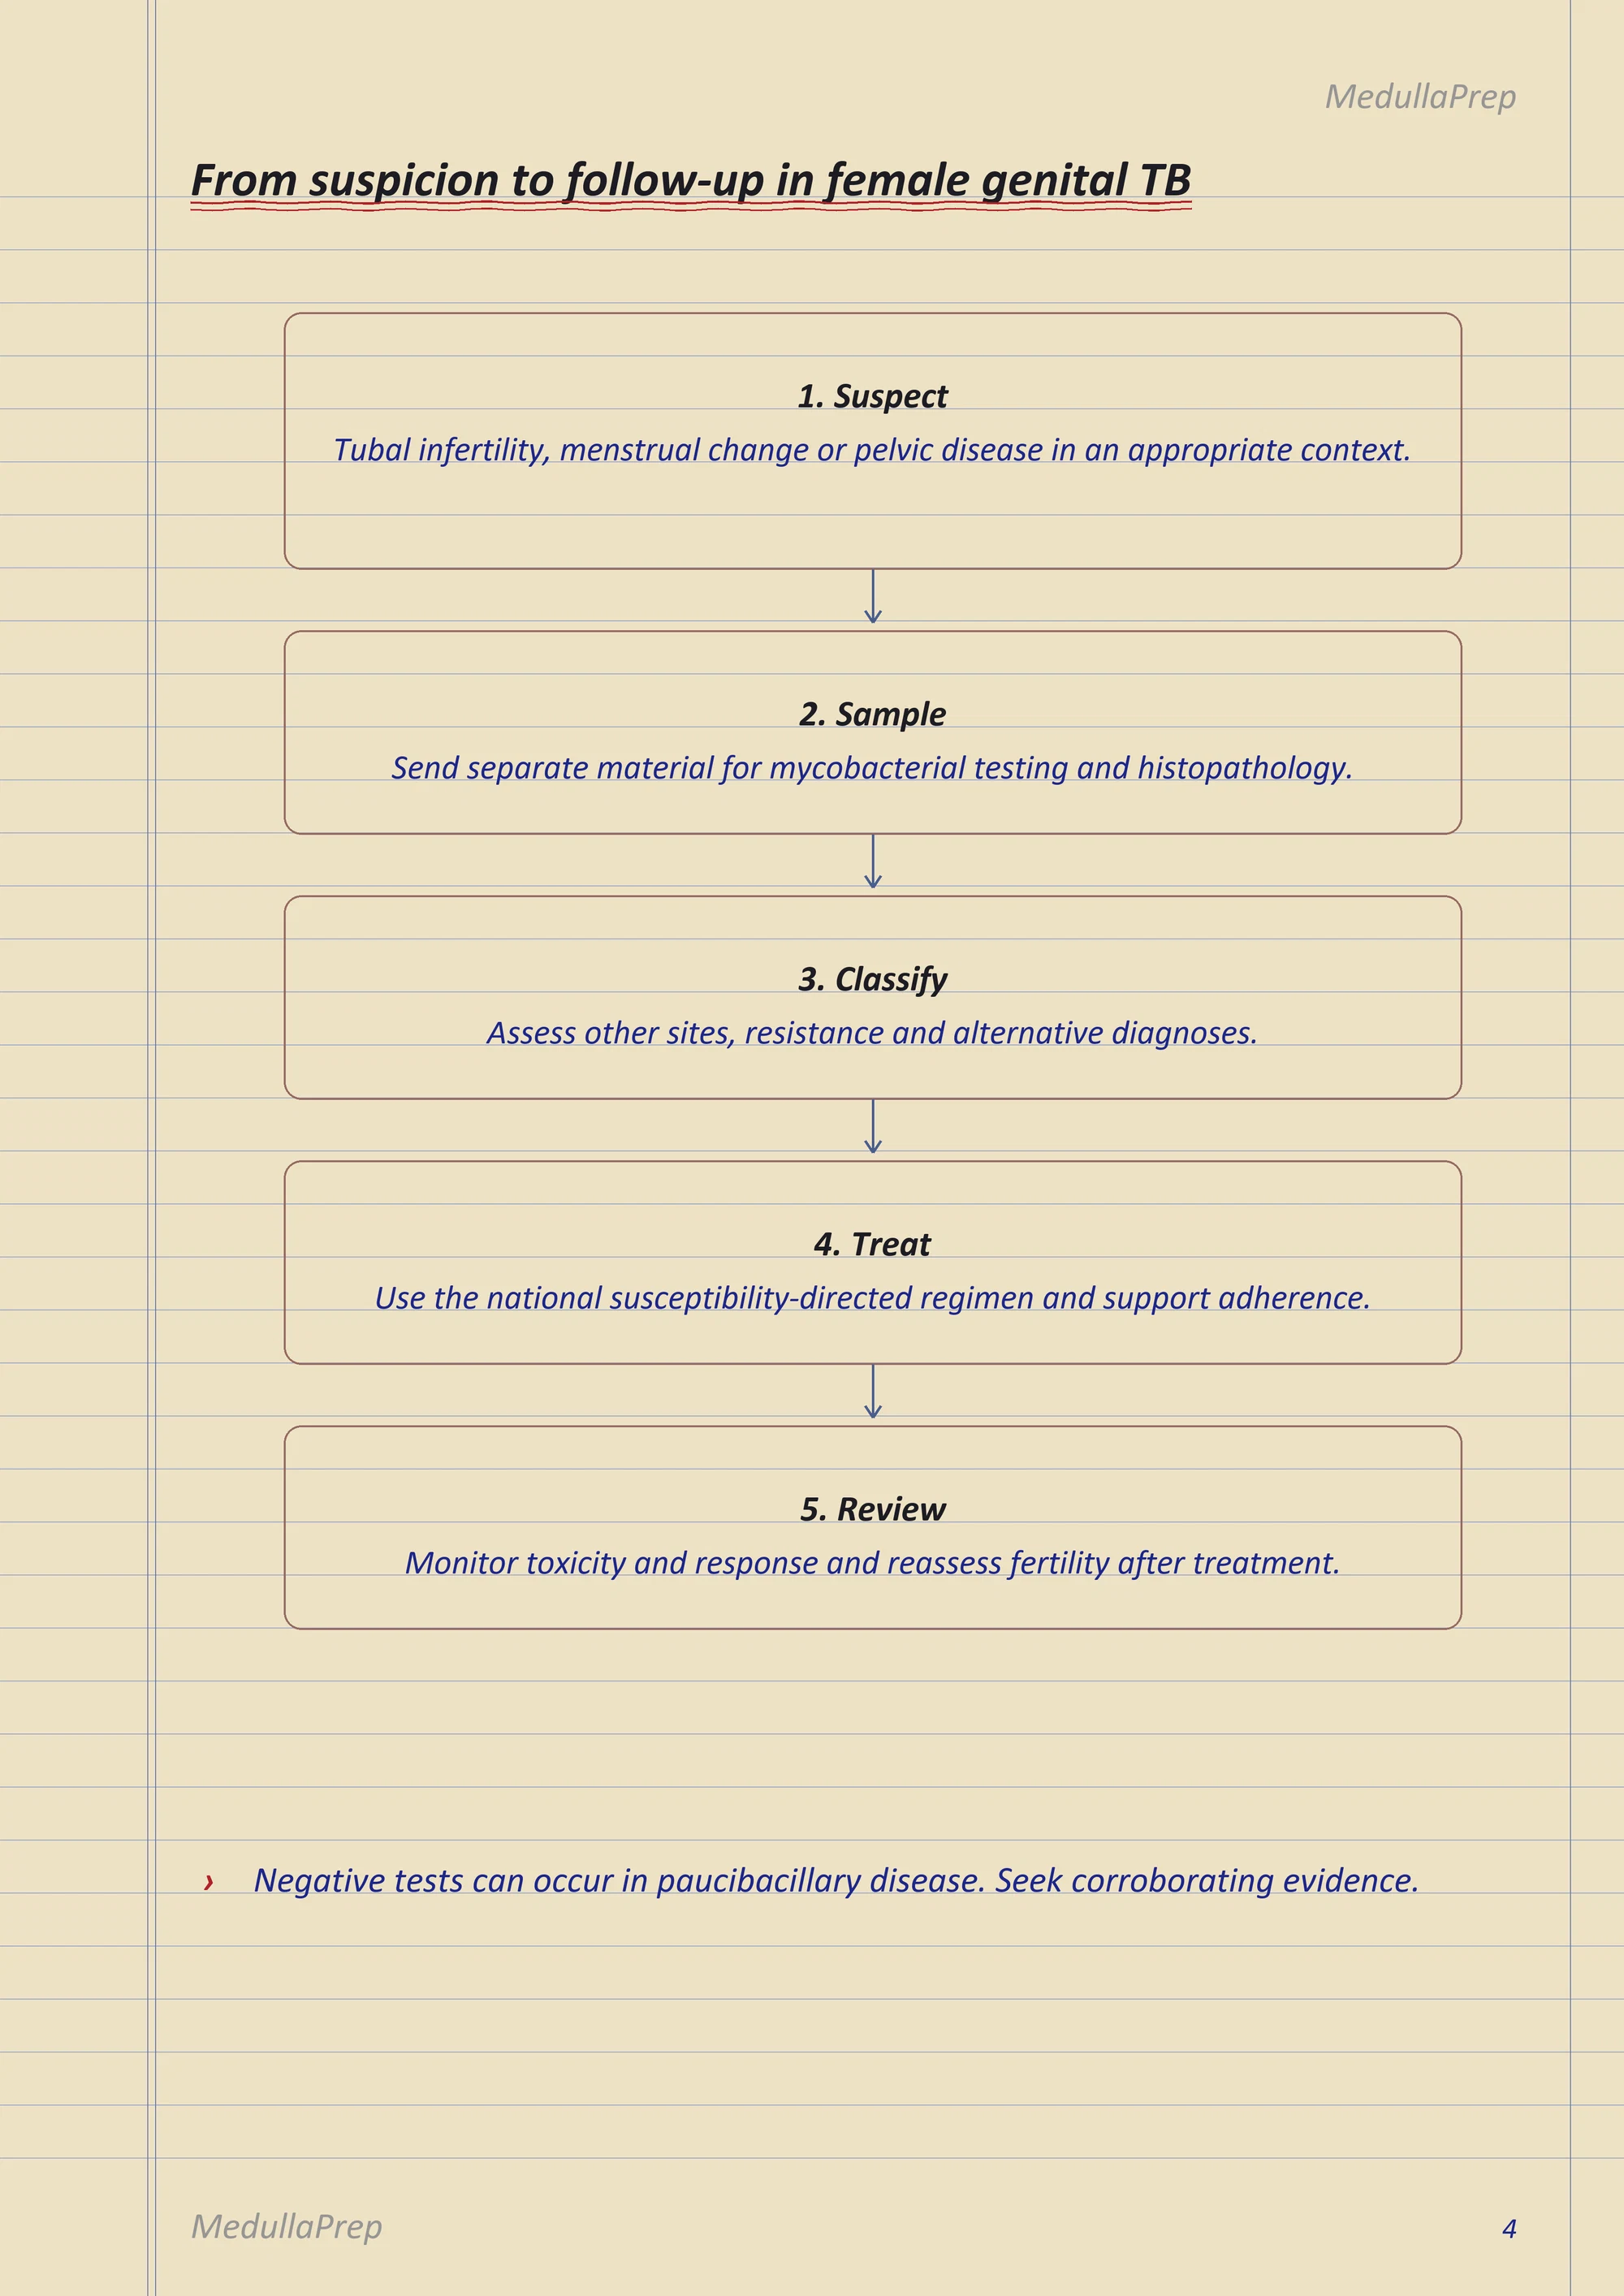 MedullaPrep
From suspicion to follow-up in female genital TB
1. Suspect
Tubal infertility, menstrual change or pelvic disease in an appropriate context.
2. Sample
Send separate material for mycobacterial testing and histopathology.
3. Classify
Assess other sites, resistance and alternative diagnoses.
4. Treat
Use the national susceptibility-directed regimen and support adherence.
5. Review
Monitor toxicity and response and reassess fertility after treatment.
› Negative tests can occur in paucibacillary disease. Seek corroborating evidence.
MedullaPrep
4